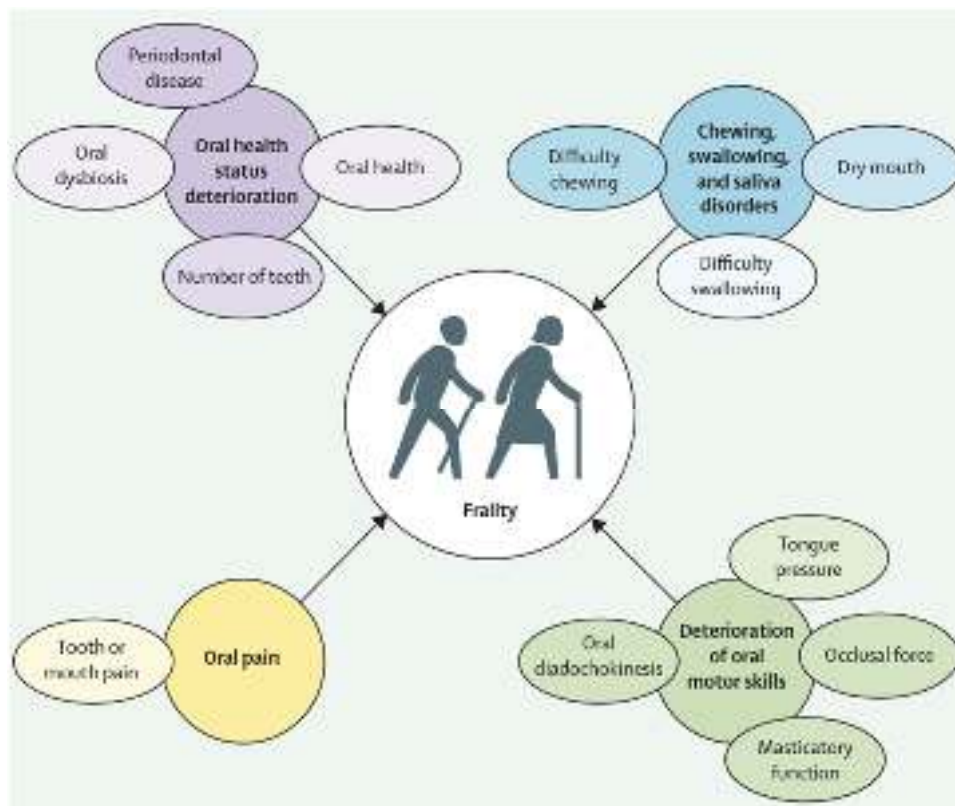 Periodontal
disease
Oral
dysbiosis
Oral health
status
deterioration
Oral health
Number of teeth
Difficulty
chewing
Chewing,
swallowing,
and saliva
disorders
Dry mouth
Difficulty
swallowing
Frailty
Tooth or
mouth pain
Oral pain
Tongue
pressure
Oral
diadochokinesis
Deterioration
of oral
motor skills
Occlusal force
Masticatory
function